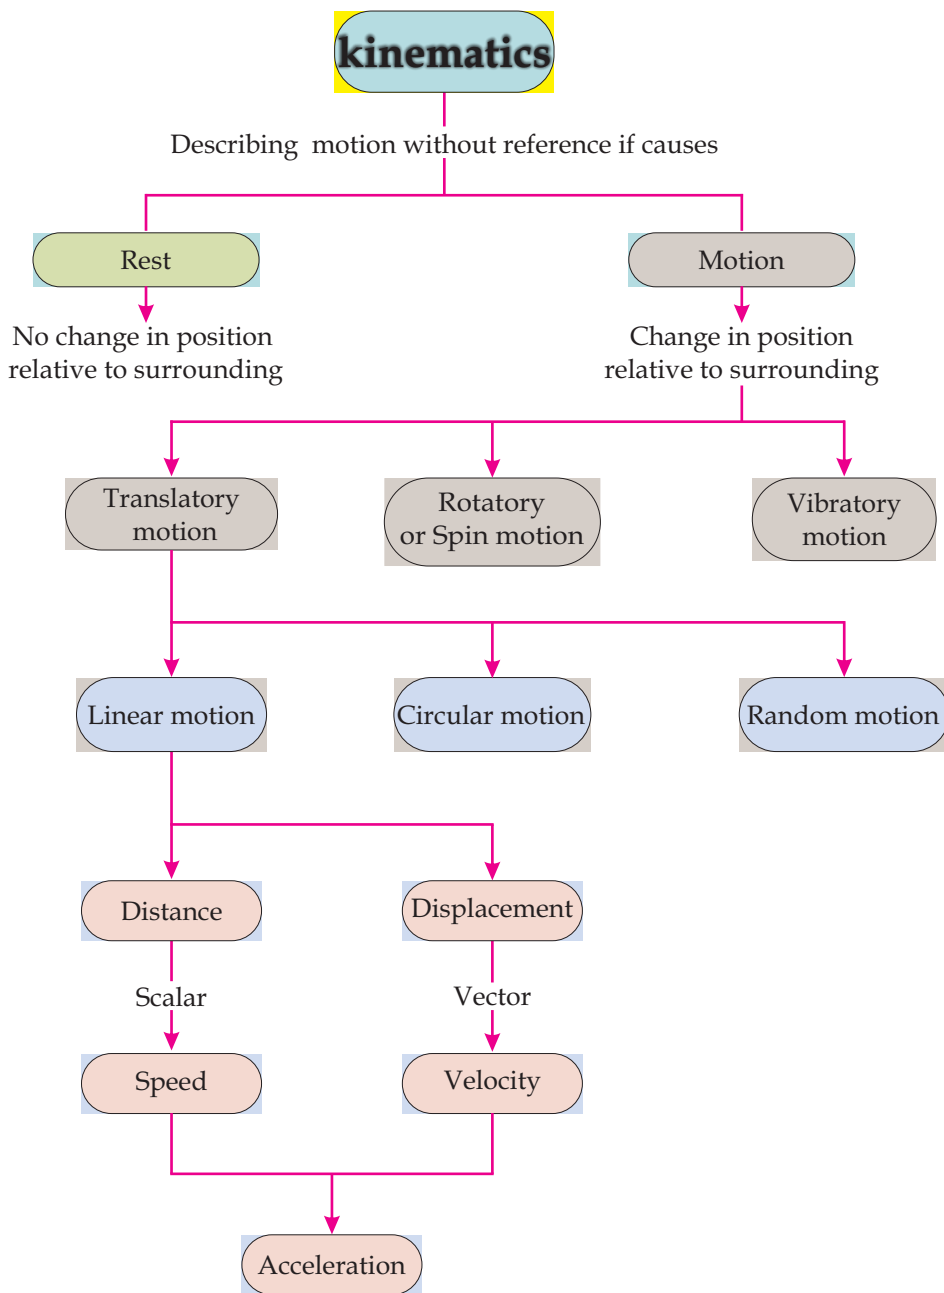 kinematics
Describing motion without reference if causes
Rest
Motion
No change in position
relative to surrounding
Change in position
relative to surrounding
Translatory
motion
Rotatory
or Spin motion
Vibratory
motion
Linear motion
Circular motion
Random motion
Distance
Displacement
Scalar
Vector
Speed
Velocity
Acceleration